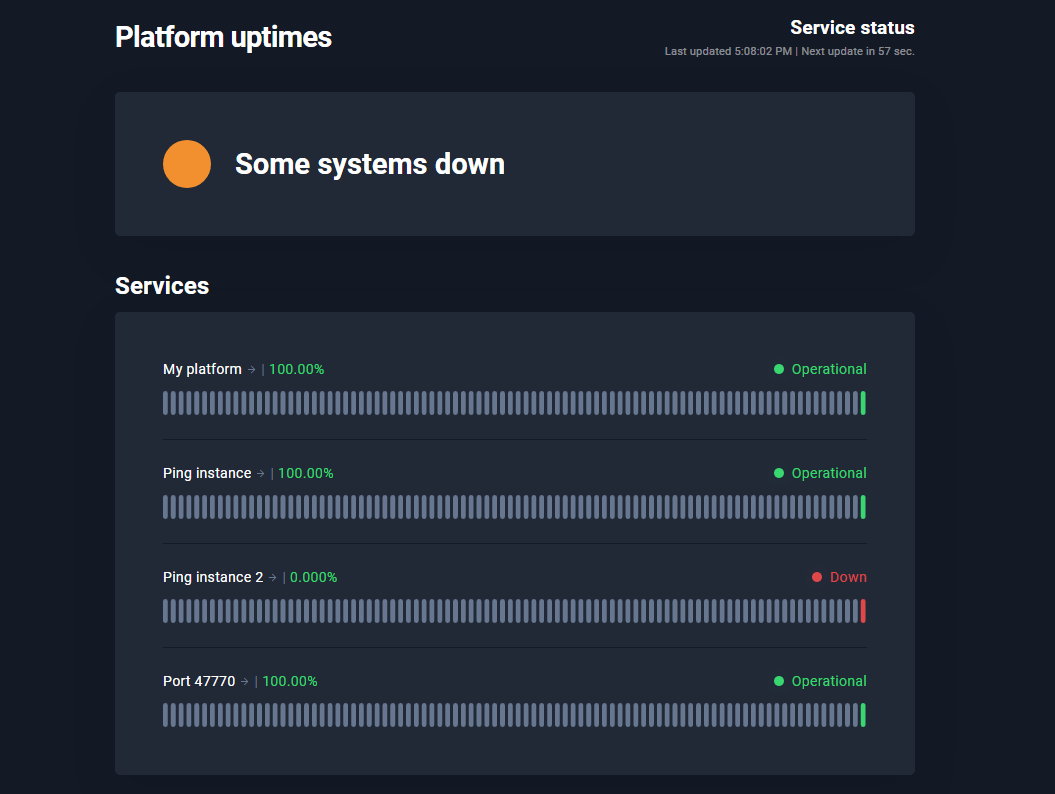 Platform uptimes
Service status
Last updated 5:08:02 PM | Next update in 57 sec.
Some systems down
Services
My platform → | 100.00% Operational
Ping instance → | 100.00% Operational
Ping instance 2 → | 0.000% Down
Port 47770 → | 100.00% Operational